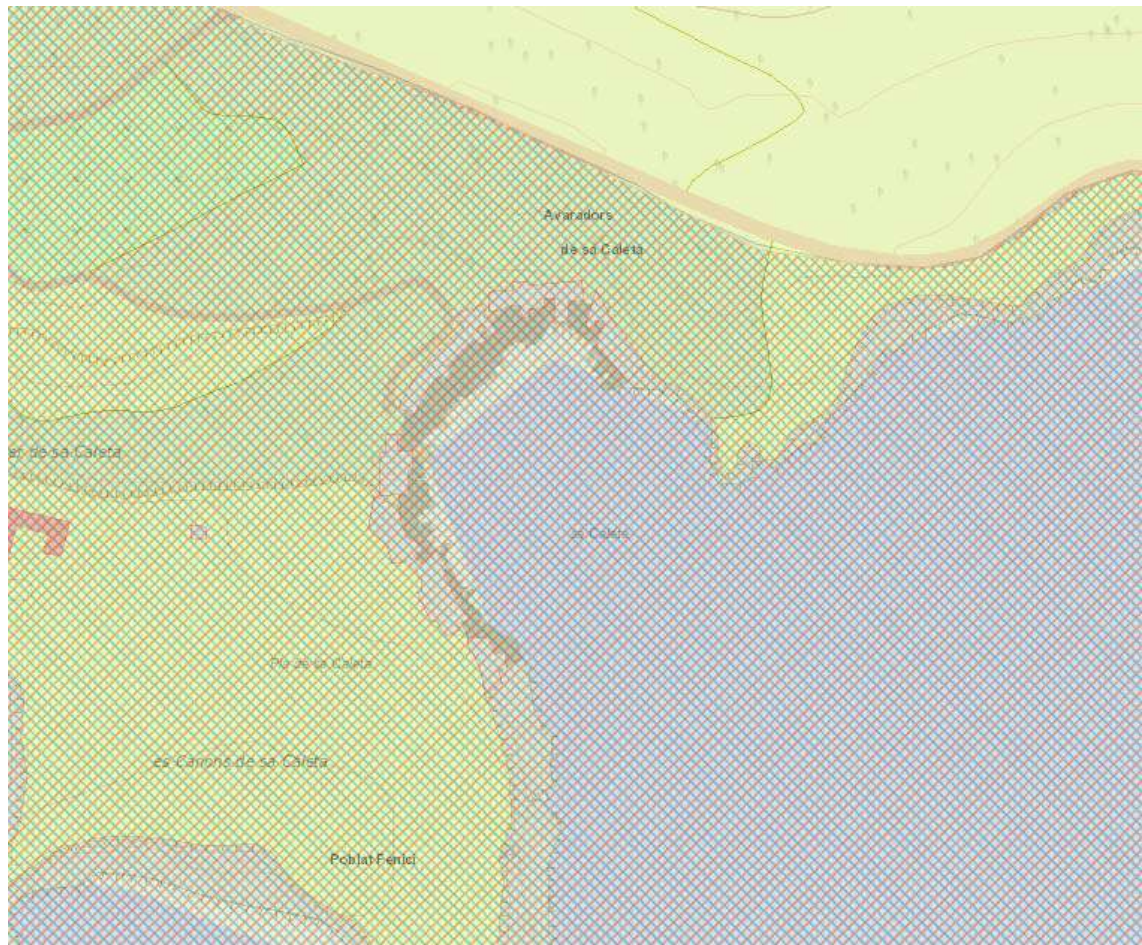 Avaradors
de sa Caleta
er de sa Caleta
sa Caleta
Pla de sa Caleta
es Canons de sa Caleta
Poblat Fenici